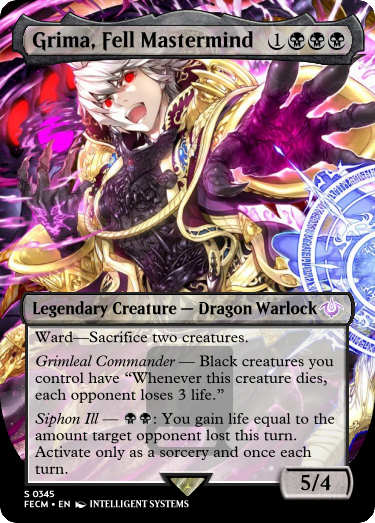 Grima, Fell Mastermind 1
Legendary Creature — Dragon Warlock
Ward—Sacrifice two creatures.
Grimleal Commander — Black creatures you
control have “Whenever this creature dies,
each opponent loses 3 life.”
Siphon Ill — : You gain life equal to the
amount target opponent lost this turn.
Activate only as a sorcery and once each
turn.
5/4
S 0345
FECM • EN INTELLIGENT SYSTEMS